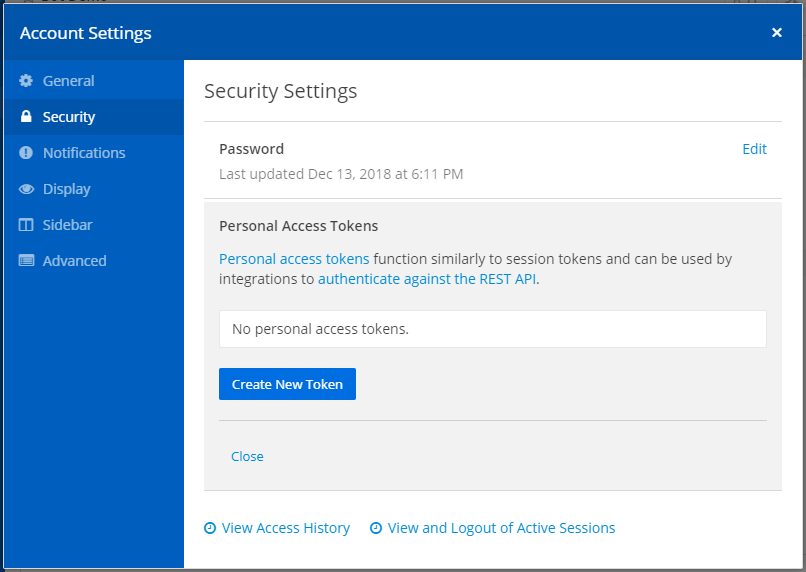 Account Settings
×
General
Security
Notifications
Display
Sidebar
Advanced
Security Settings
Password
Edit
Last updated Dec 13, 2018 at 6:11 PM
Personal Access Tokens
Personal access tokens function similarly to session tokens and can be used by
integrations to authenticate against the REST API.
No personal access tokens.
Create New Token
Close
View Access History
View and Logout of Active Sessions